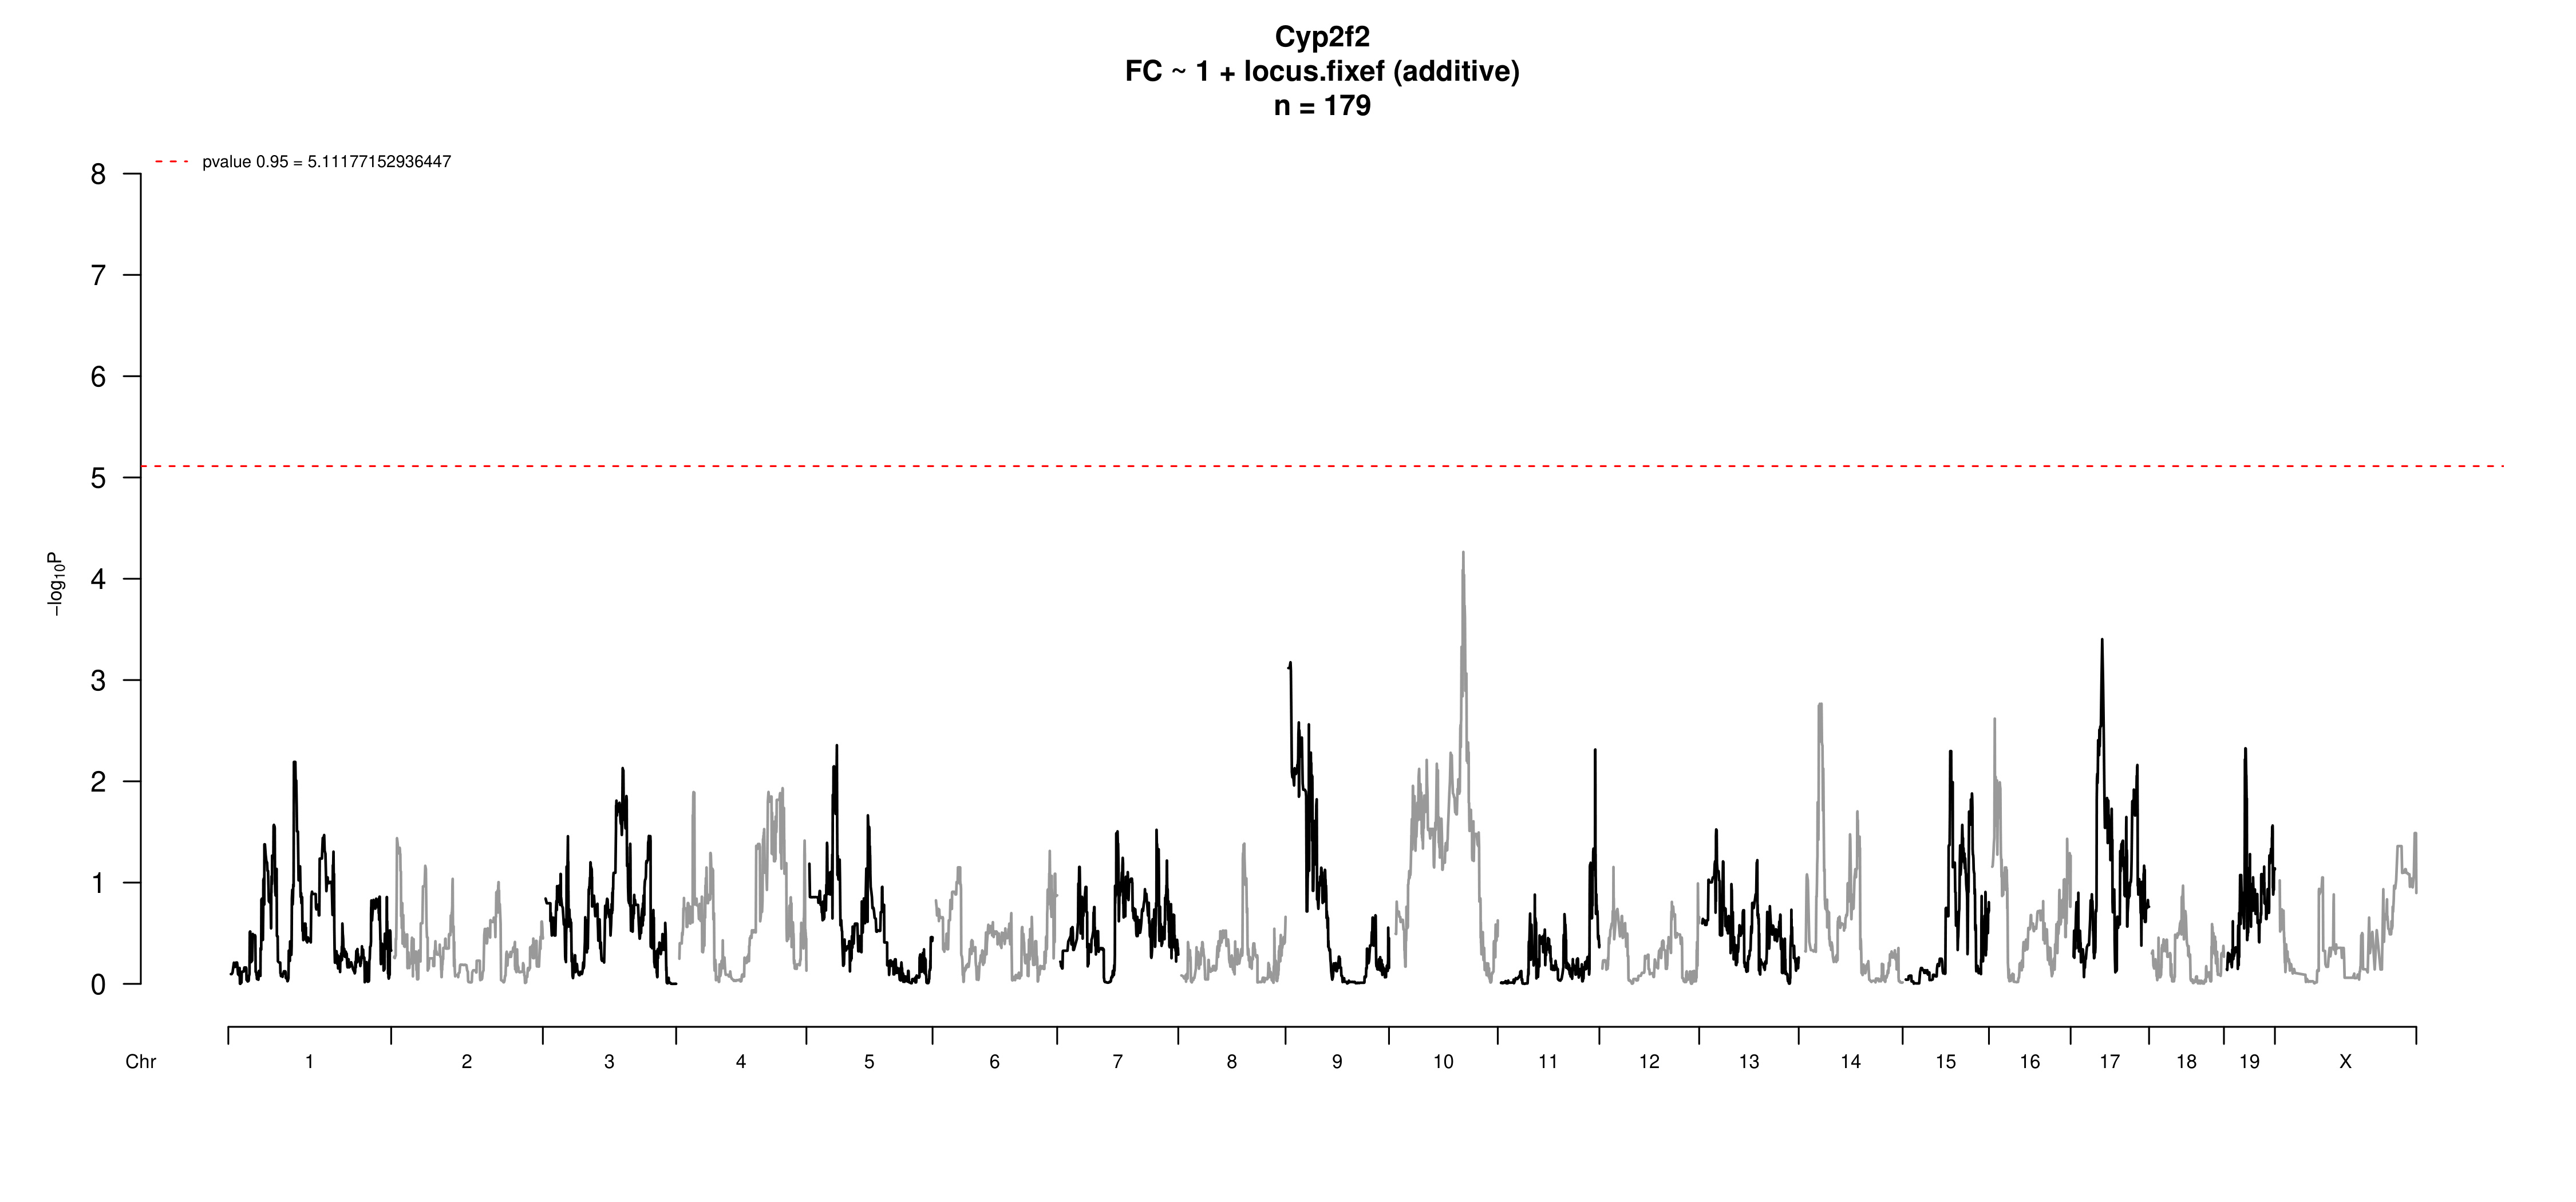 Cyp2f2
FC ~ 1 + locus.fixef (additive)
n = 179
pvalue 0.95 = 5.11177152936447
8
7
6
5
4
3
2
1
0
−log10P
Chr 1 2 3 4 5 6 7 8 9 10 11 12 13 14 15 16 17 18 19 X